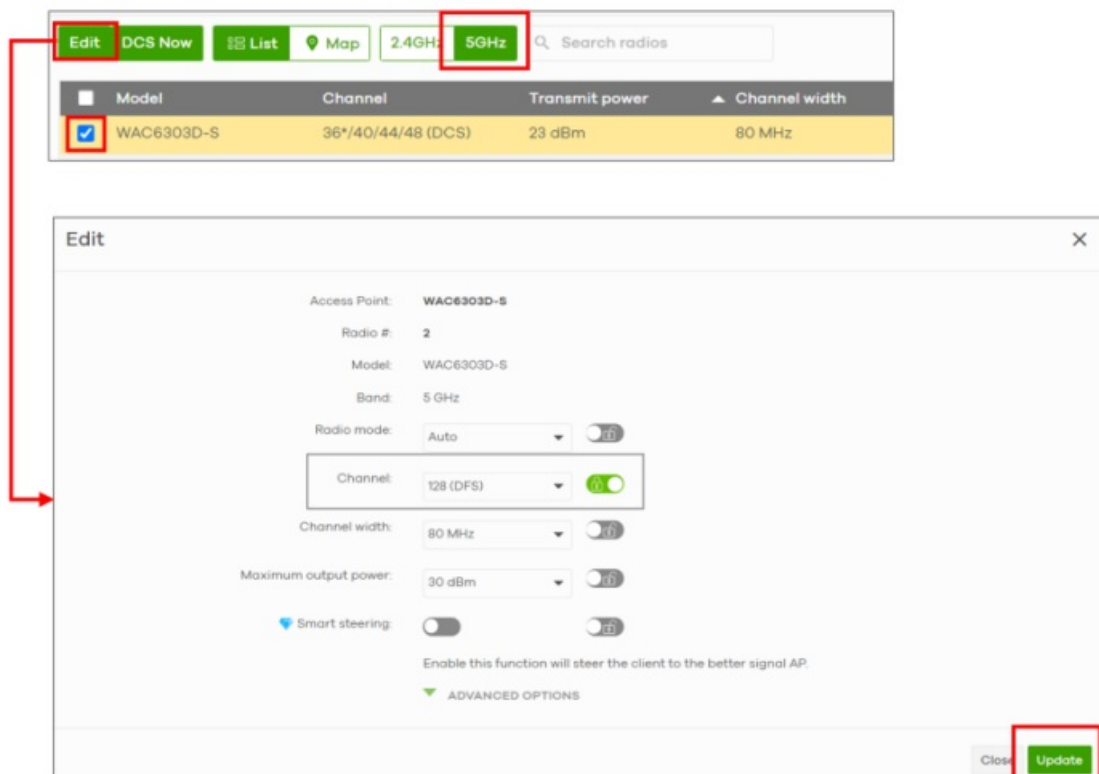 Edit DCS Now List Map 2.4GHz 5GHz Search radios
Model Channel Transmit power Channel width
WAC6303D-S 36*/40/44/48 (DCS) 23 dBm 80 MHz
Edit
Access Point: WAC6303D-S
Radio #: 2
Model: WAC6303D-S
Band: 5 GHz
Radio mode: Auto
Channel: 128 (DFS)
Channel width: 80 MHz
Maximum output power: 30 dBm
Smart steering:
Enable this function will steer the client to the better signal AP.
ADVANCED OPTIONS
Close Update